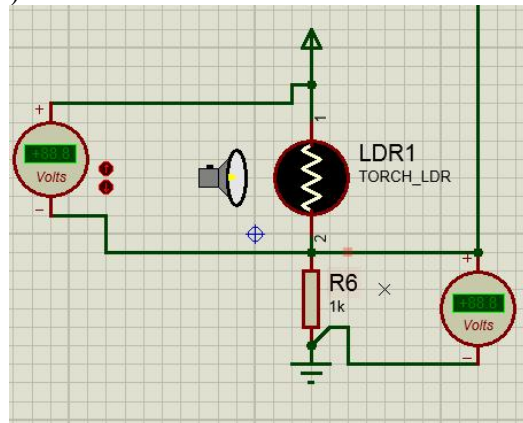 )
+
+88.8
Volts
−
1
LDR1
TORCH_LDR
2
R6
1k
+
+88.8
Volts
−